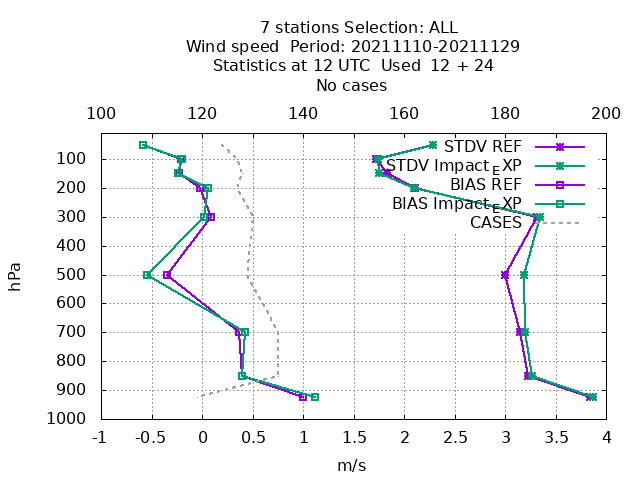 7 stations Selection: ALL
Wind speed  Period: 20211110-20211129
Statistics at 12 UTC  Used  12 + 24
No cases
100 120 140 160 180 200
STDV REF
STDV Impact_EXP
BIAS REF
BIAS Impact_EXP
CASES
100
200
300
400
500
600
700
800
900
1000
hPa
-1 -0.5 0 0.5 1 1.5 2 2.5 3 3.5 4
m/s